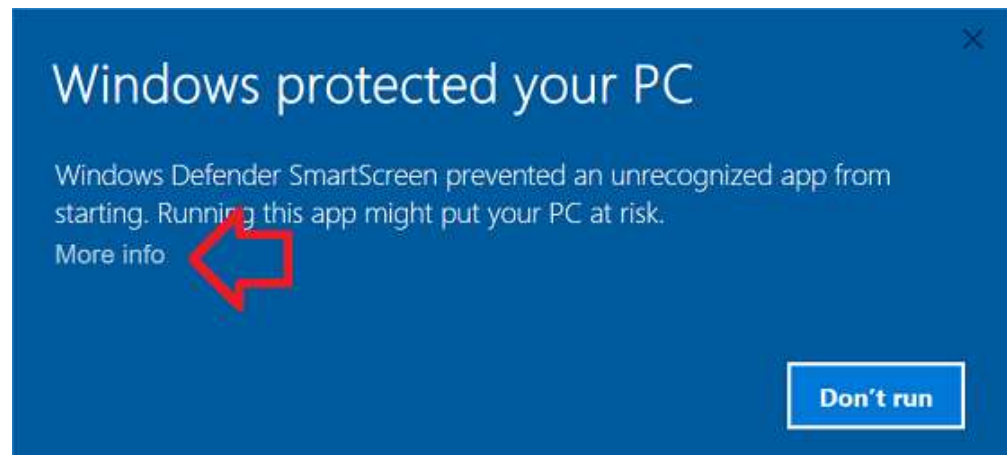 Windows protected your PC
Windows Defender SmartScreen prevented an unrecognized app from
starting. Running this app might put your PC at risk.
More info
Don't run